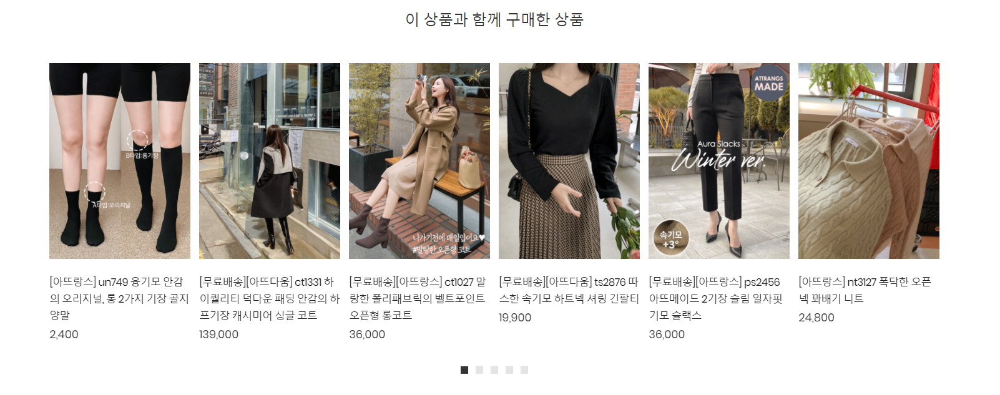 이 상품과 함께 구매한 상품
B타입:롱기장
A타입:오리지널
나가기전에 매일입어요♥
#말랑한 오픈형 코트
ATTRANGS
MADE
Aura Slacks
Winter ver.
속기모
+3°
[아뜨랑스] un749 융기모 안감
의 오리지널, 롱 2가지 기장 골지
양말
2,400
[무료배송][아뜨다움] ct1331 하
이퀄리티 덕다운 패딩 안감의 하
프기장 캐시미어 싱글 코트
139,000
[무료배송][아뜨랑스] ct1027 말
랑한 폴리패브릭의 벨트포인트
오픈형 롱코트
36,000
[무료배송][아뜨다움] ts2876 따
스한 속기모 하트넥 셔링 긴팔티
19,900
[무료배송][아뜨랑스] ps2456
아뜨메이드 2기장 슬림 일자핏
기모 슬랙스
36,000
[아뜨랑스] nt3127 폭닥한 오픈
넥 꽈배기 니트
24,800